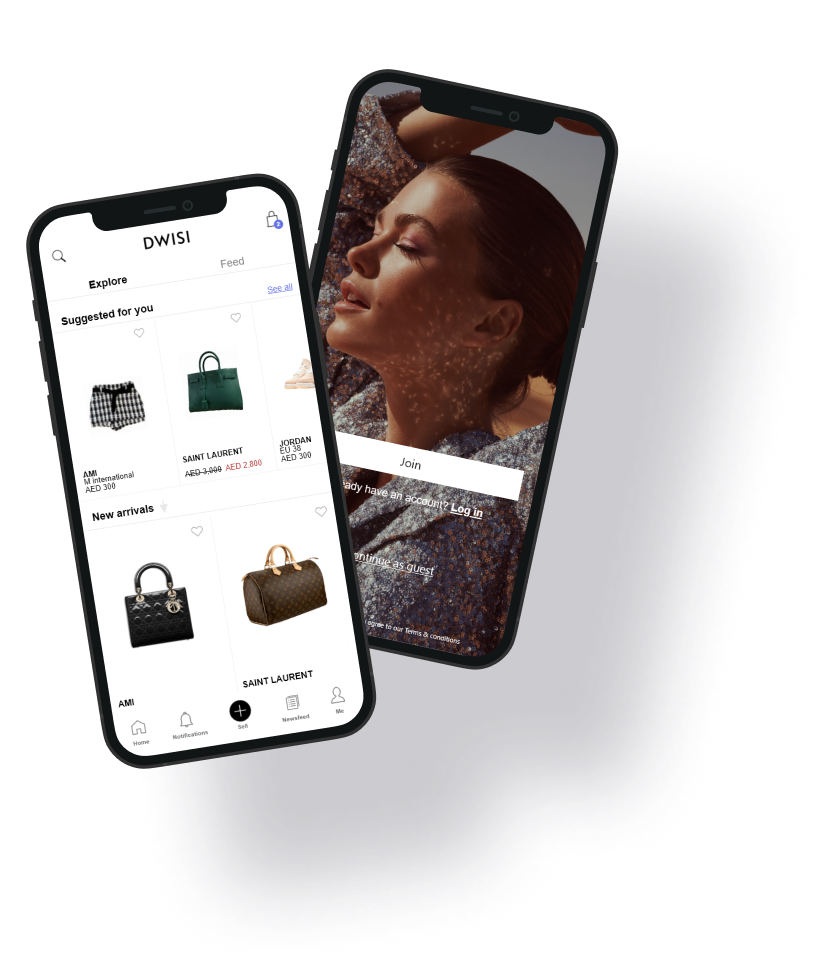 DWISI
2
Explore
Feed
Suggested for you
See all
AMI
M international
AED 300
SAINT LAURENT
AED 3,000 AED 2,800
JORDAN
EU 38
AED 300
New arrivals
AMI
SAINT LAURENT
Home
Notifications
Sell
Newsfeed
Me
Join
have an account? Log in
as guest
agree to our Terms & conditions